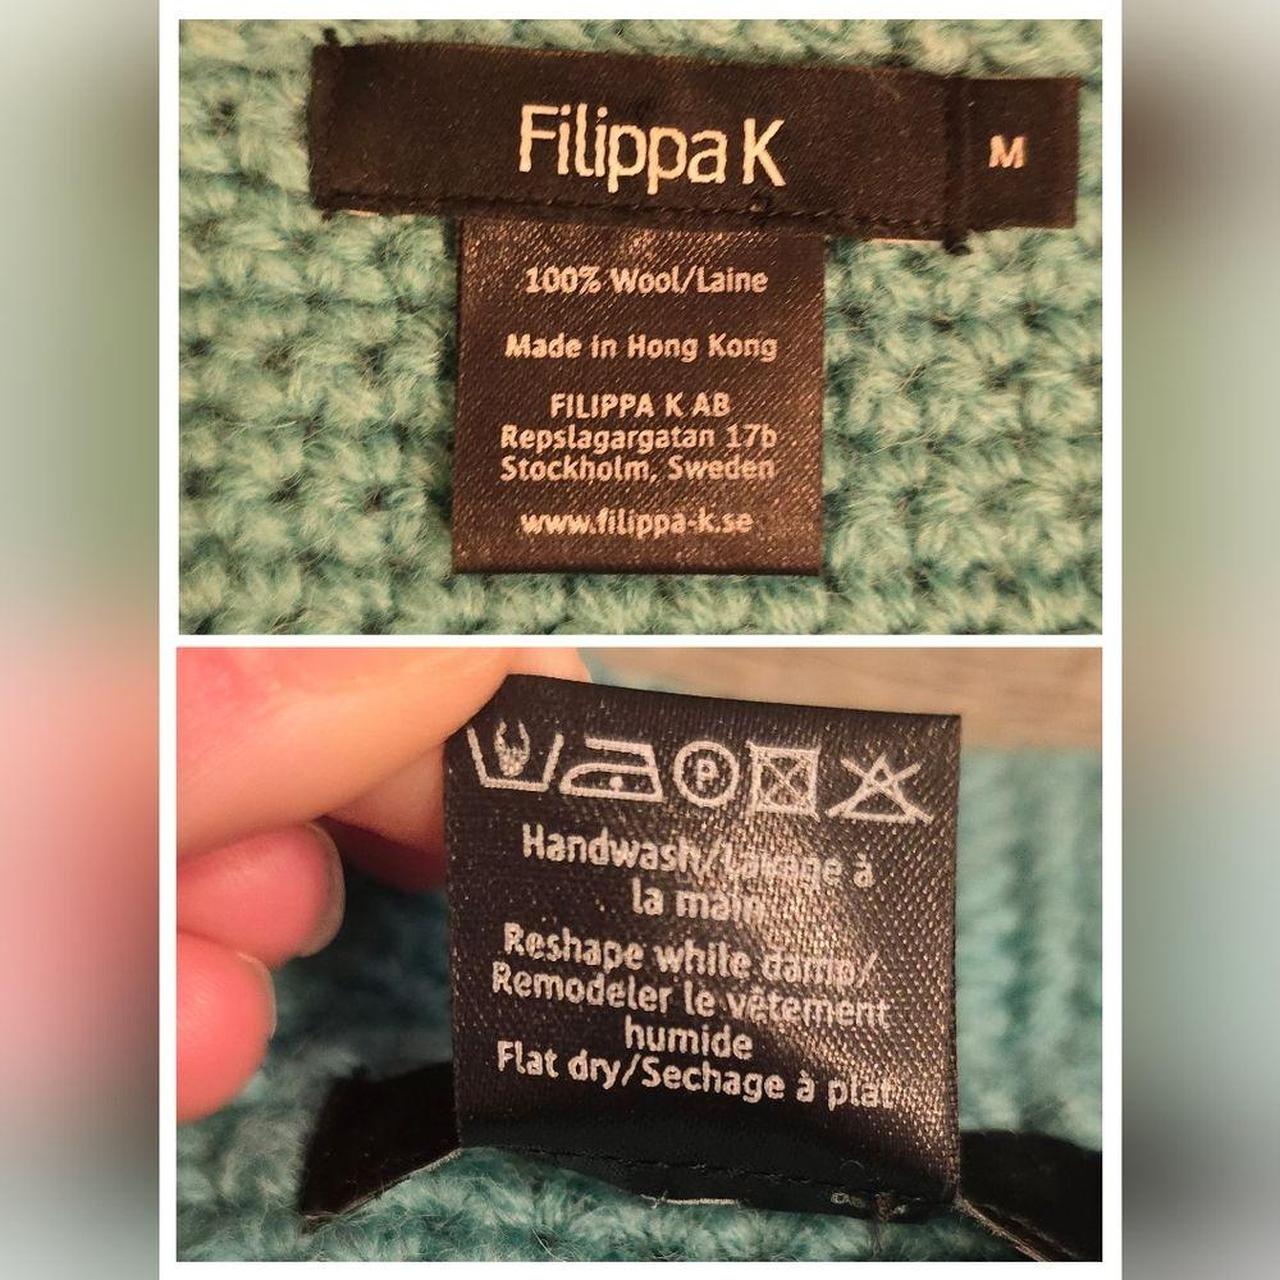 Filippa K
M
100% Wool/Laine
Made in Hong Kong
FILIPPA K AB
Repslagargatan 17b
Stockholm, Sweden
www.filippa-k.se
P
Handwash/Lavage à
la main
Reshape while damp/
Remodeler le vêtement
humide
Flat dry/Sechage à plat